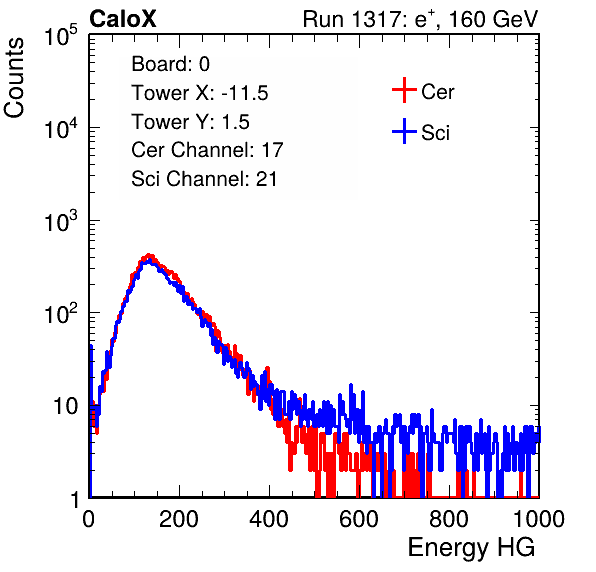 CaloX Run 1317: e⁺, 160 GeV
Counts
Board: 0
Tower X: -11.5
Tower Y: 1.5
Cer Channel: 17
Sci Channel: 21
Cer
Sci
10⁵
10⁴
10³
10²
10
1
0 200 400 600 800 1000
Energy HG